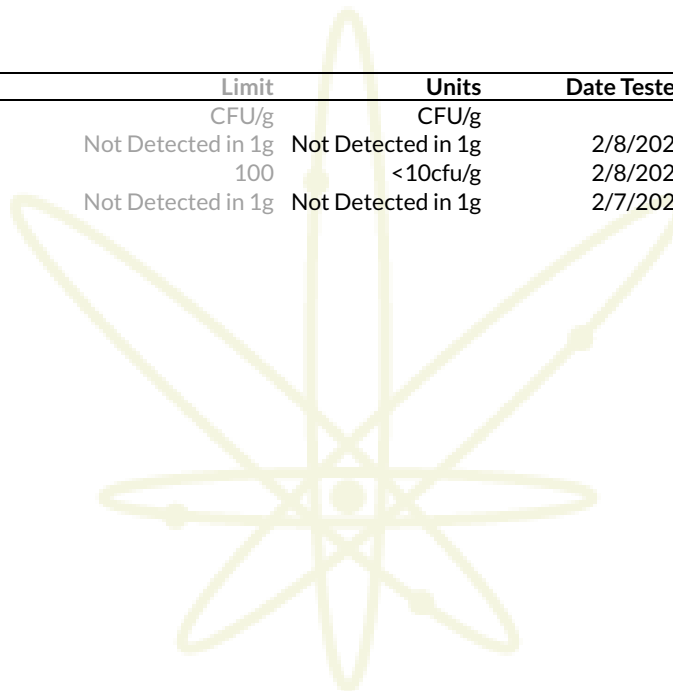 Limit Units Date Teste
CFU/g CFU/g
Not Detected in 1g Not Detected in 1g 2/8/202
100 <10cfu/g 2/8/202
Not Detected in 1g Not Detected in 1g 2/7/202